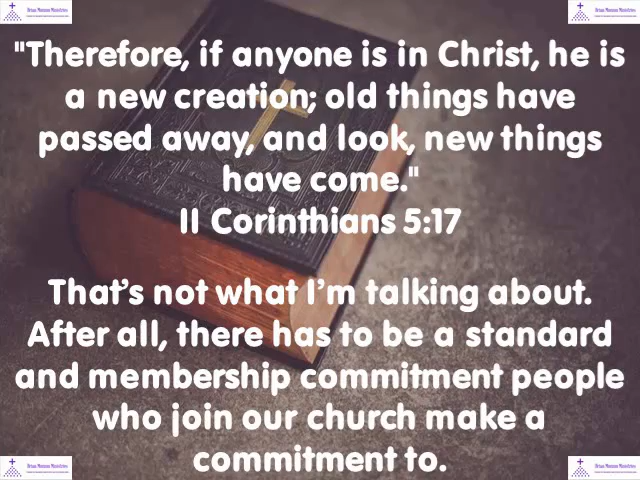 "Therefore, if anyone is in Christ, he is
a new creation; old things have
passed away, and look, new things
have come."
II Corinthians 5:17
That's not what I'm talking about.
After all, there has to be a standard
and membership commitment people
who join our church make a
commitment to.